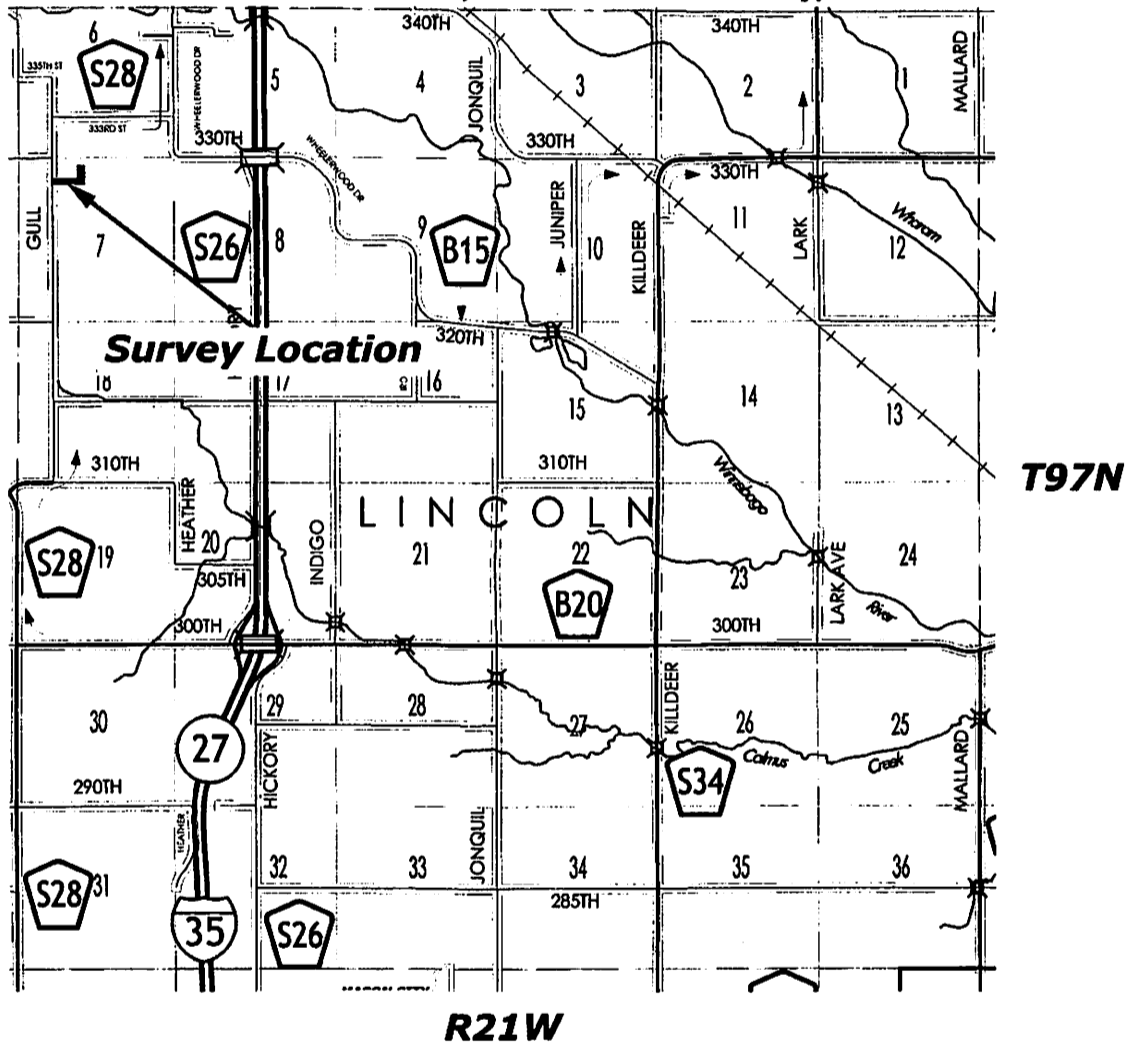 340TH
340TH
6
S28
WHEELERWOOD DR
5
4
JONQUIL
3
2
1
MALLARD
335TH ST
333RD ST
330TH
WHEELERWOOD DR
330TH
330TH
GULL
7
S26
8
9
B15
JUNIPER
10
KILLDEER
11
LARK
12
Survey Location
320TH
18
17
16
15
14
13
310TH
310TH
Winnebago
T97N
LINCOLN
S28
19
HEATHER
20
305TH
INDIGO
21
22
B20
23
LARK AVE
24
River
300TH
300TH
30
29
28
27
KILLDEER
26
25
27
Calmus
Creek
S34
MALLARD
290TH
HICKORY
HEATHER
JONQUIL
S28
31
32
33
34
35
36
285TH
35
S26
MASON CITY
R21W